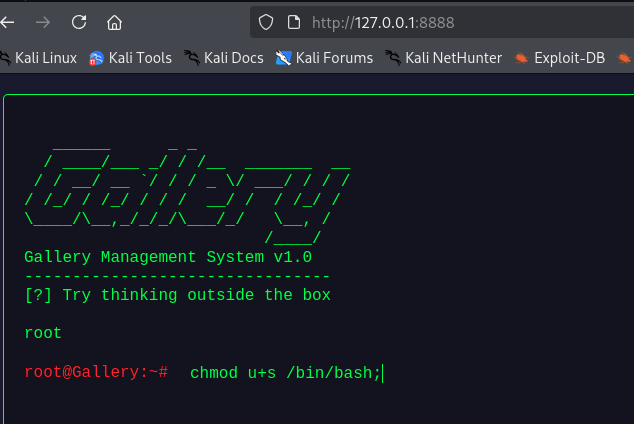 http://127.0.0.1:8888
Kali Linux Kali Tools Kali Docs Kali Forums Kali NetHunter Exploit-DB
Gallery
Gallery Management System v1.0
--------------------------------
[?] Try thinking outside the box
root
root@Gallery:~# chmod u+s /bin/bash;